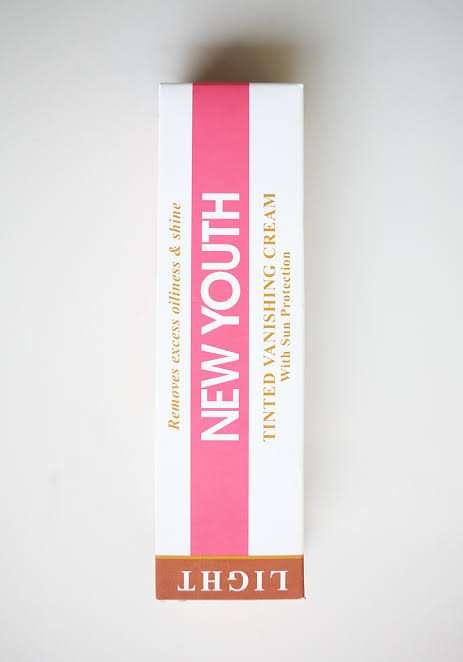 Removes excess oiliness & shine
NEW YOUTH
TINTED VANISHING CREAM
With Sun Protection
LIGHT